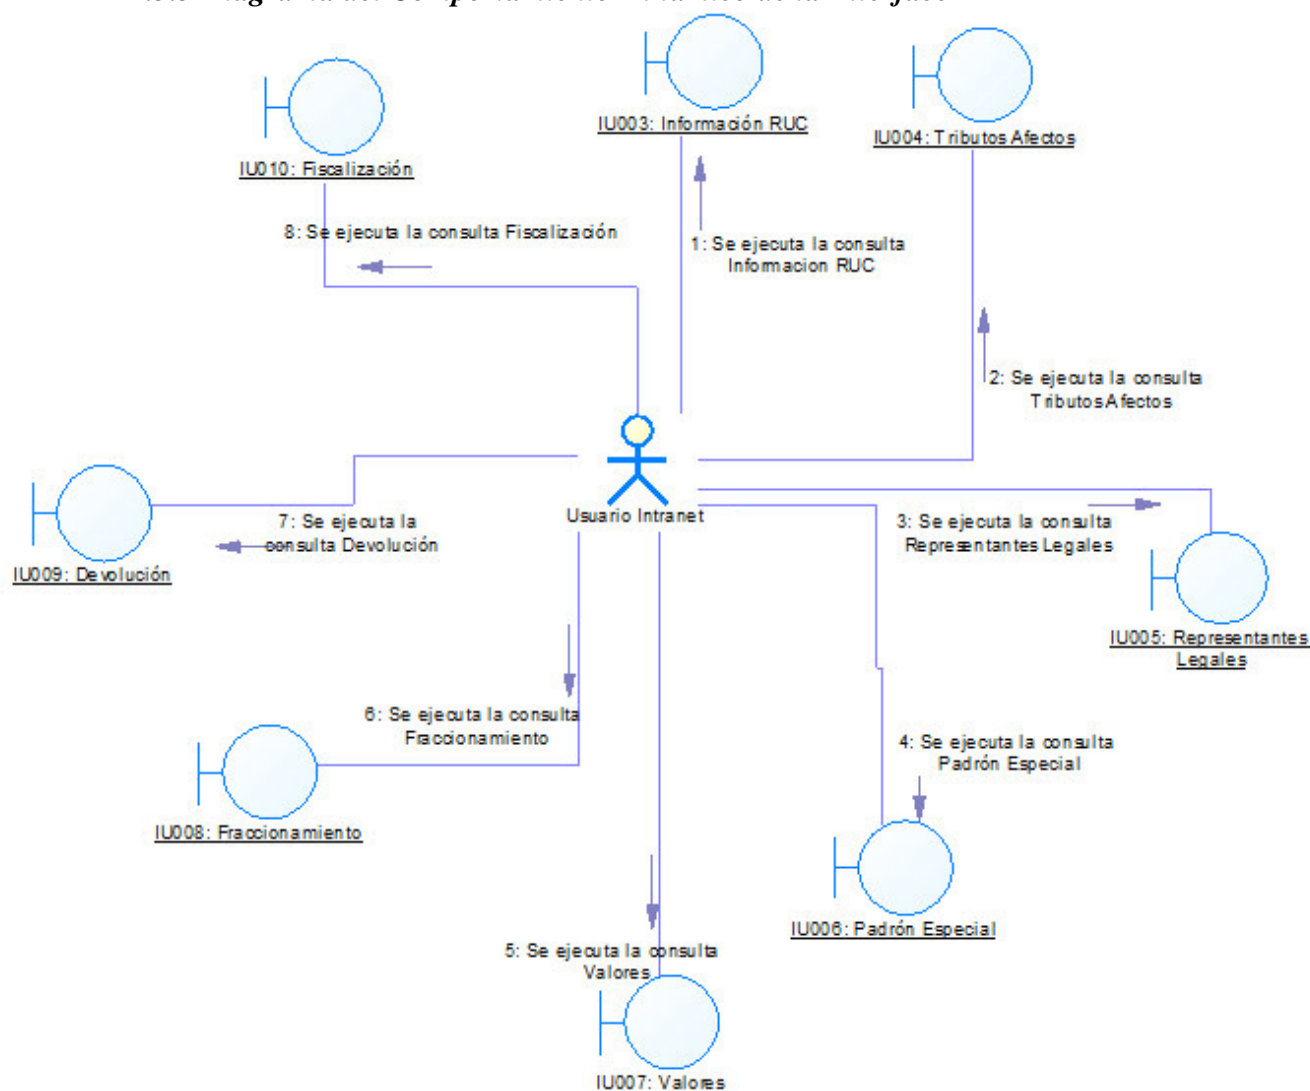 IU003: Información RUC
IU004: Tributos Afectos
IU010: Fiscalización
8: Se ejecuta la consulta Fiscalización
1: Se ejecuta la consulta
Informacion RUC
2: Se ejecuta la consulta
Tributos Afectos
Usuario Intranet
7: Se ejecuta la
consulta Devolución
3: Se ejecuta la consulta
Representantes Legales
IU009: Devolución
IU005: Representantes
Legales
6: Se ejecuta la consulta
Fraccionamiento
4: Se ejecuta la consulta
Padrón Especial
IU008: Fraccionamiento
IU006: Padrón Especial
5: Se ejecuta la consulta
Valores
IU007: Valores